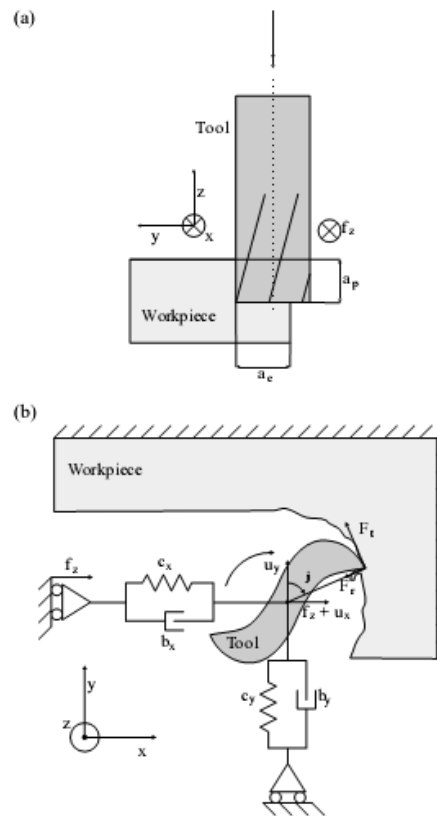 (a)
Tool
z
y
x
f_z
a_p
Workpiece
a_e
(b)
Workpiece
F_t
c_x
f_z
u_y
j
F_r
f_z + u_x
b_x
Tool
c_y
b_y
y
z
x